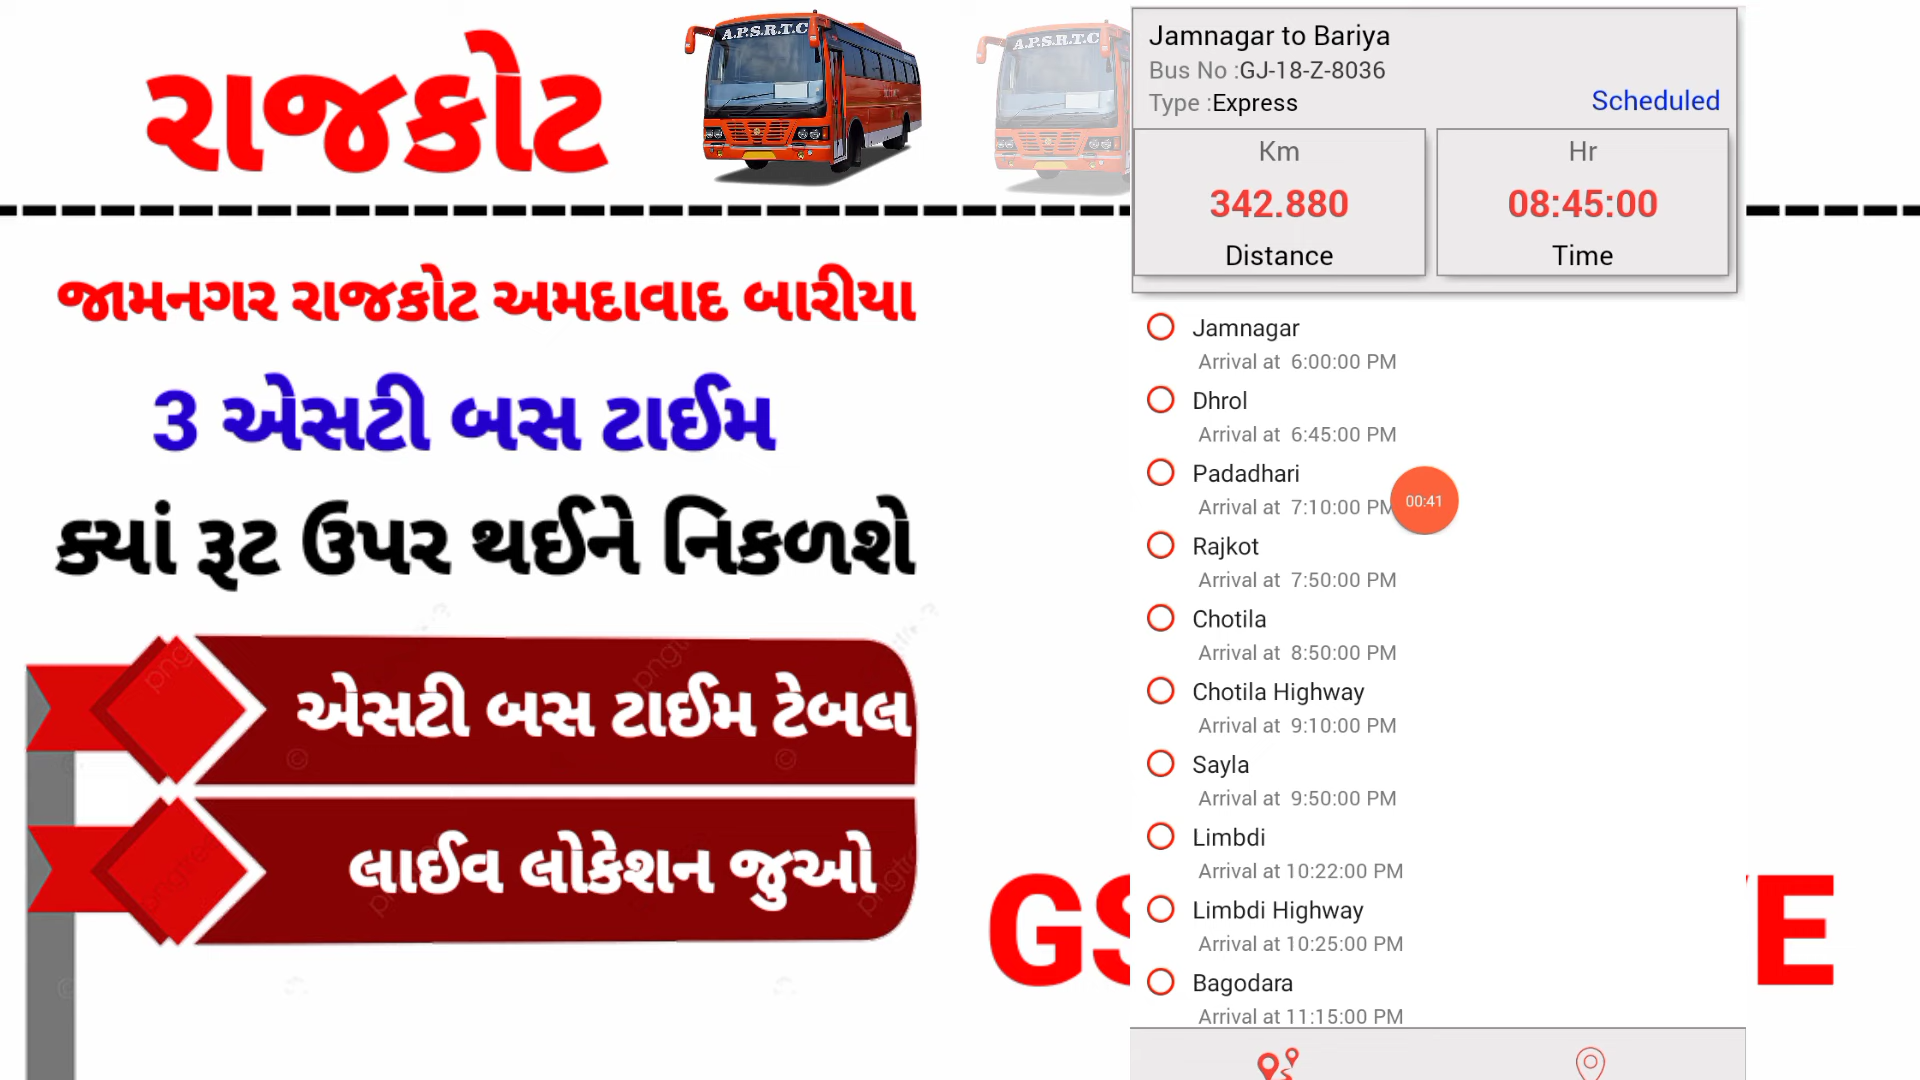 રાજકોટ
A.P.S.R.T.C
A.P.S.R.T.C
જામનગર રાજકોટ અમદાવાદ બારીયા
3 એસટી બસ ટાઈમ
ક્યાં રૂટ ઉપર થઈને નિકળશે
એસટી બસ ટાઈમ ટેબલ
લાઈવ લોકેશન જુઓ
Jamnagar to Bariya
Bus No :GJ-18-Z-8036
Type :Express
Scheduled
Km
342.880
Distance
Hr
08:45:00
Time
Jamnagar
Arrival at 6:00:00 PM
Dhrol
Arrival at 6:45:00 PM
Padadhari
Arrival at 7:10:00 PM
00:41
Rajkot
Arrival at 7:50:00 PM
Chotila
Arrival at 8:50:00 PM
Chotila Highway
Arrival at 9:10:00 PM
Sayla
Arrival at 9:50:00 PM
Limbdi
Arrival at 10:22:00 PM
Limbdi Highway
Arrival at 10:25:00 PM
Bagodara
Arrival at 11:15:00 PM